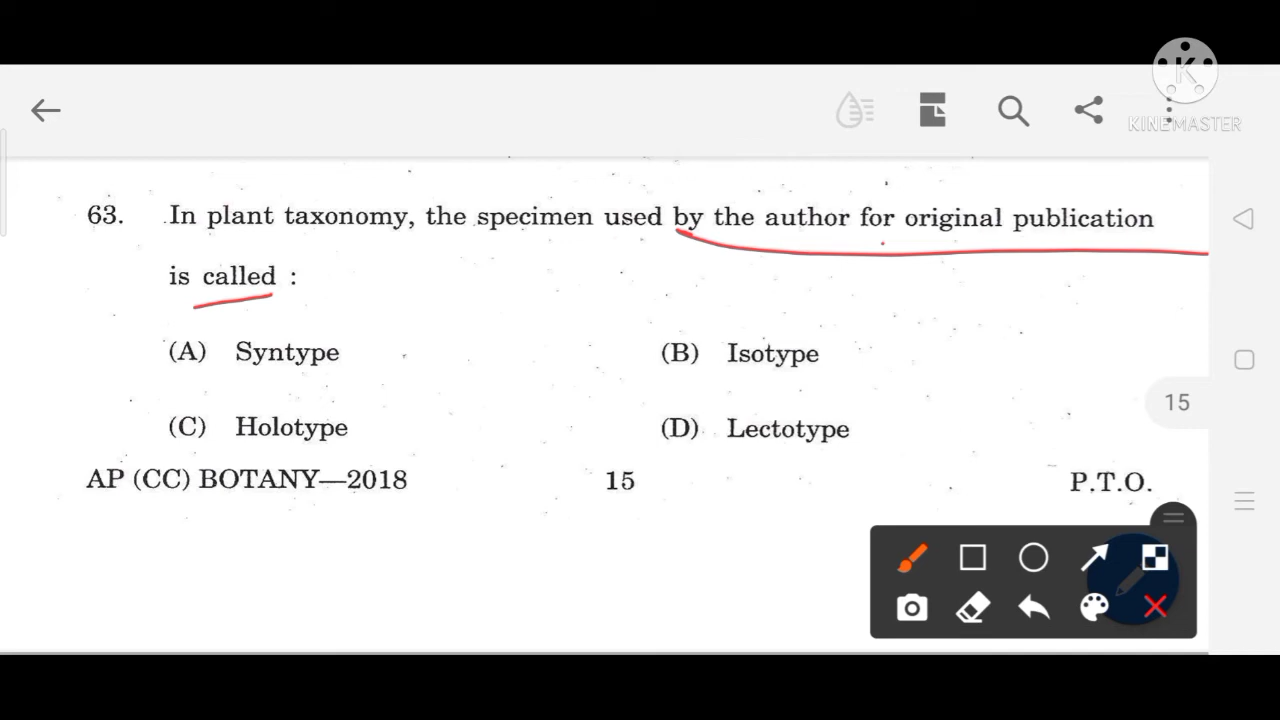 KINEMASTER
63. In plant taxonomy, the specimen used by the author for original publication
is called :
(A) Syntype (B) Isotype
15
(C) Holotype (D) Lectotype
AP (CC) BOTANY—2018 15 P.T.O.